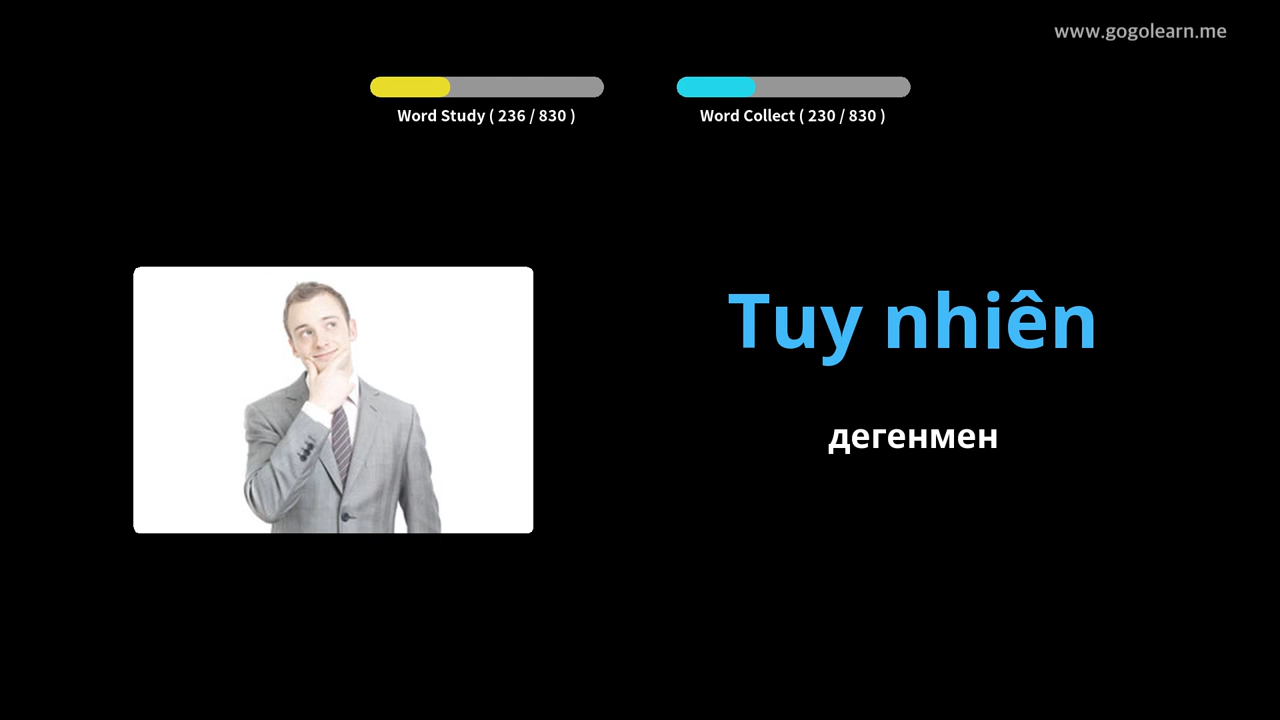 www.gogolearn.me
Word Study ( 236 / 830 )
Word Collect ( 230 / 830 )
Tuy nhiên
дегенмен